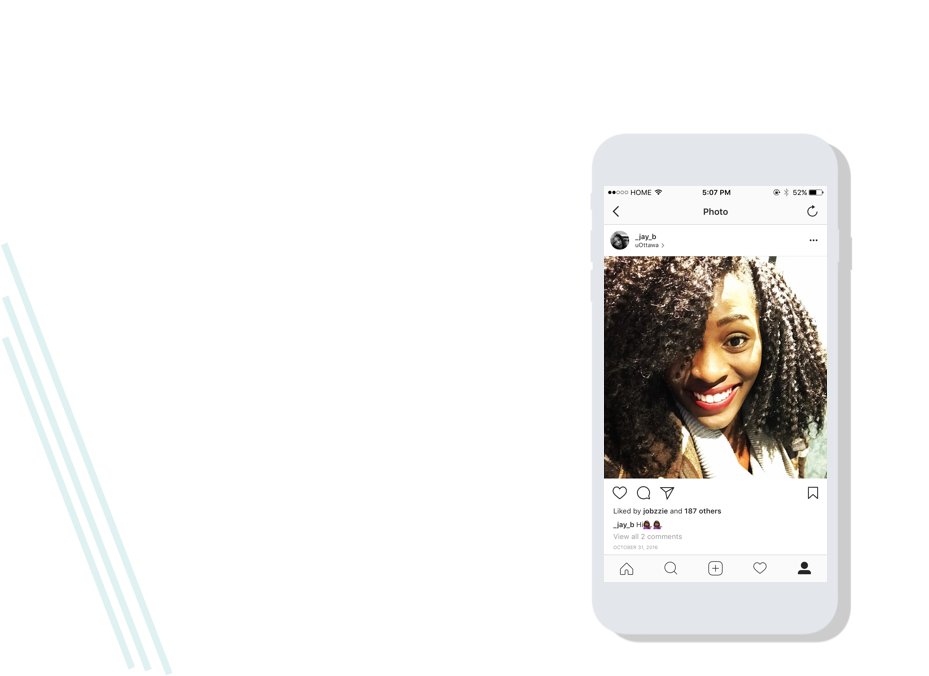 HOME 5:07 PM 52%
Photo
_jay_b
uOttawa
Liked by jobzzie and 187 others
_jay_b Hi
View all 2 comments
OCTOBER 31, 2016